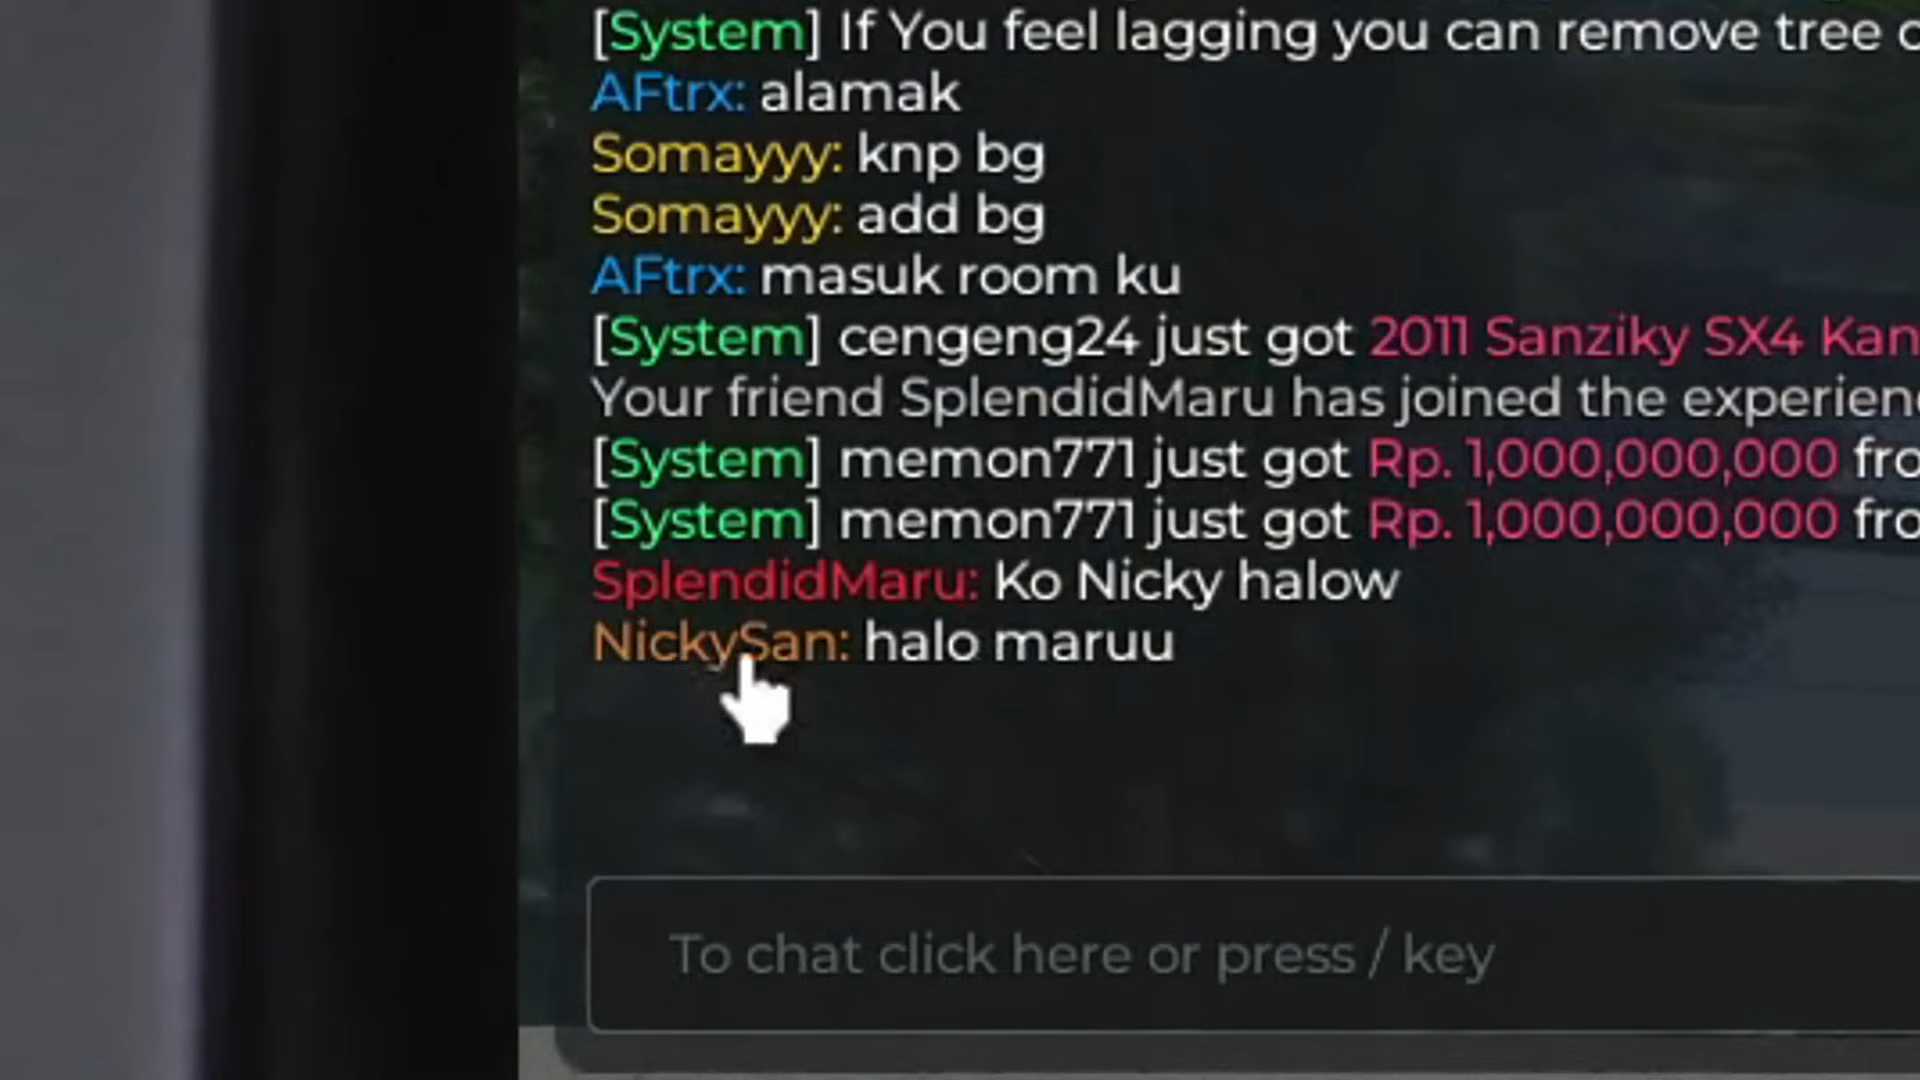 [System] If You feel lagging you can remove tree
AFtrx: alamak
Somayyy: knp bg
Somayyy: add bg
AFtrx: masuk room ku
[System] cengeng24 just got 2011 Sanziky SX4
Your friend SplendidMaru has joined the
[System] memon771 just got Rp. 1,000,000,000
[System] memon771 just got Rp. 1,000,000,000
SplendidMaru: Ko Nicky halow
NickySan: halo maruu
To chat click here or press / key